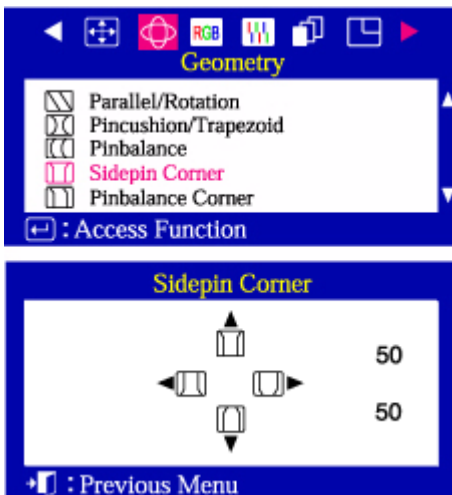 RGB
Geometry
Parallel/Rotation
Pincushion/Trapezoid
Pinbalance
Sidepin Corner
Pinbalance Corner
: Access Function
Sidepin Corner
50
50
: Previous Menu